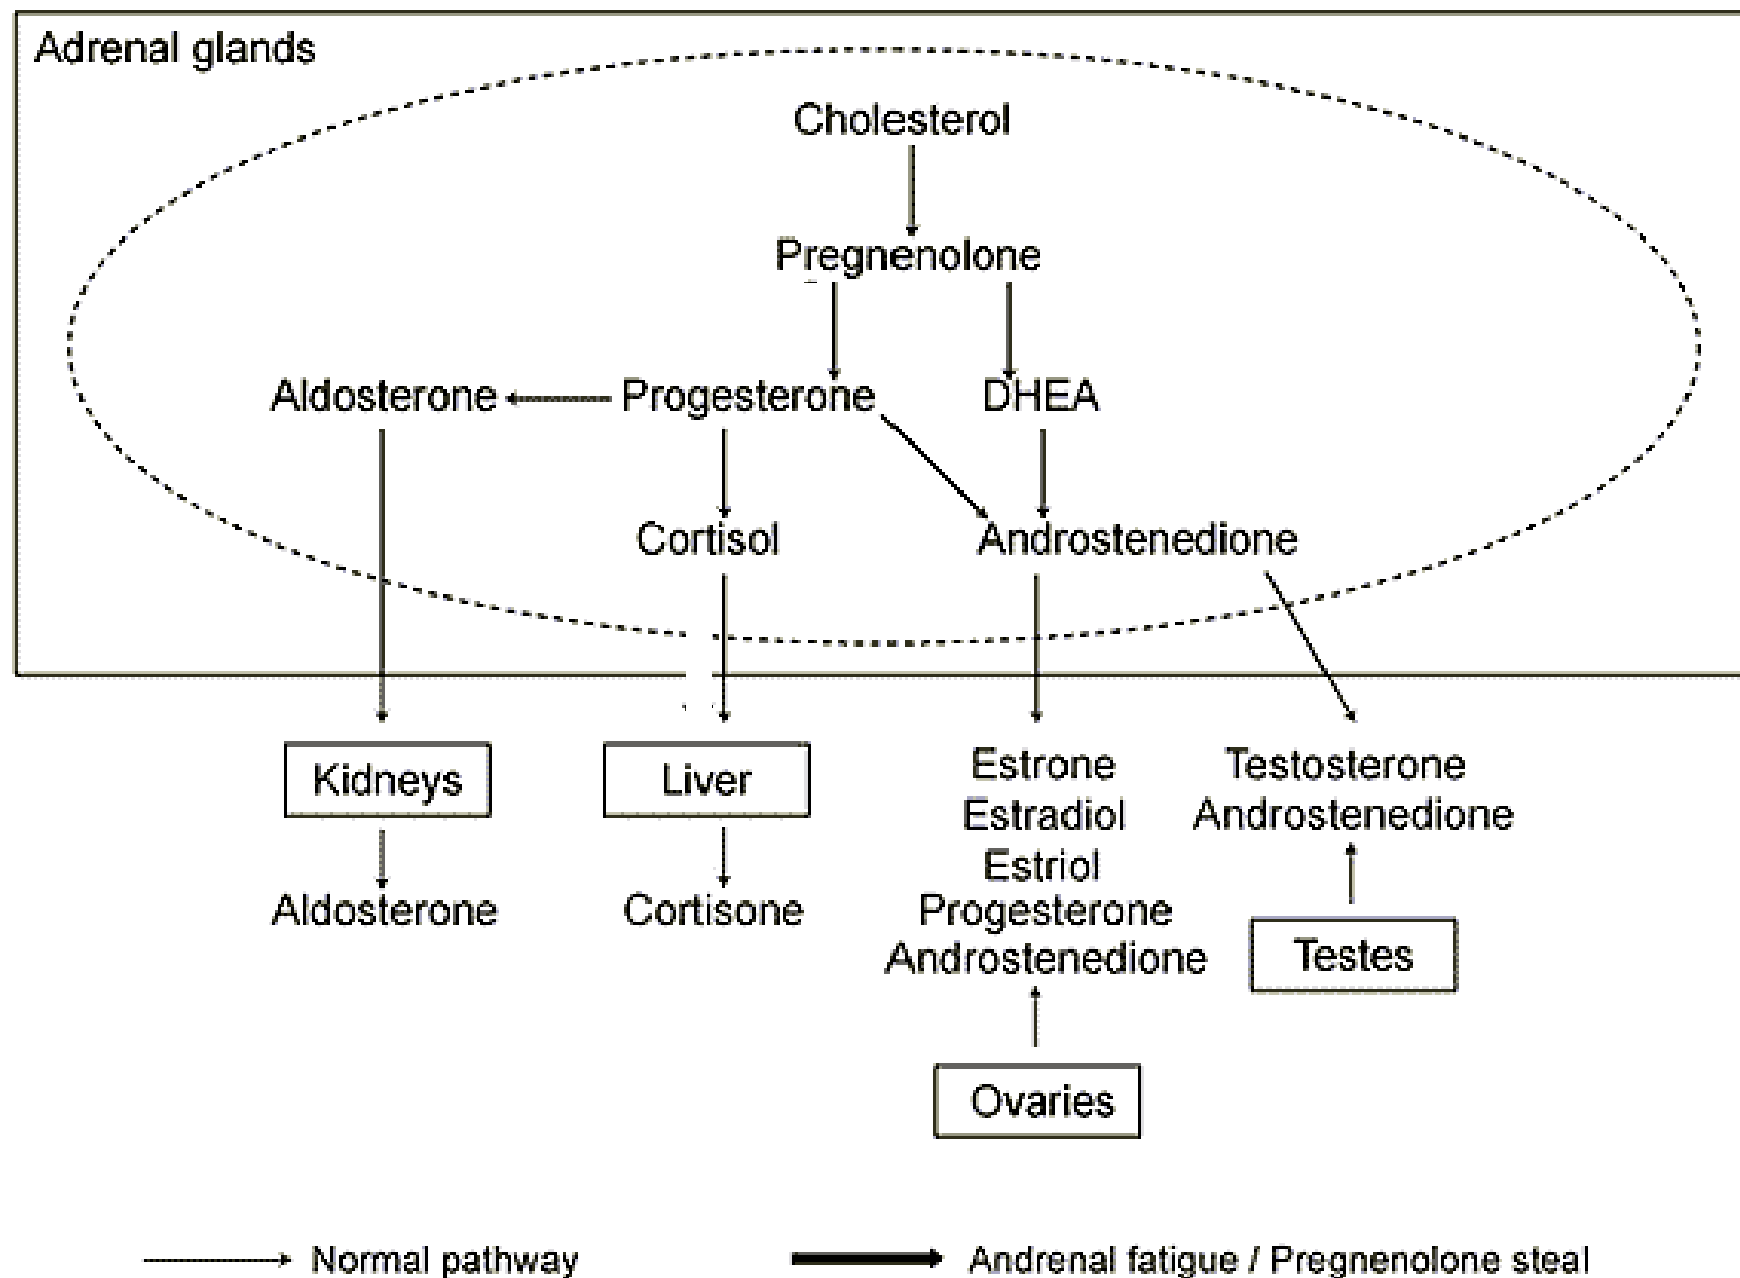 Adrenal glands
Cholesterol
Pregnenolone
Aldosterone Progesterone DHEA
Cortisol Androstenedione
Kidneys Liver
Aldosterone Cortisone
Estrone
Estradiol
Estriol
Progesterone
Androstenedione
Testosterone
Androstenedione
Testes
Ovaries
Normal pathway
Andrenal fatigue / Pregnenolone steal